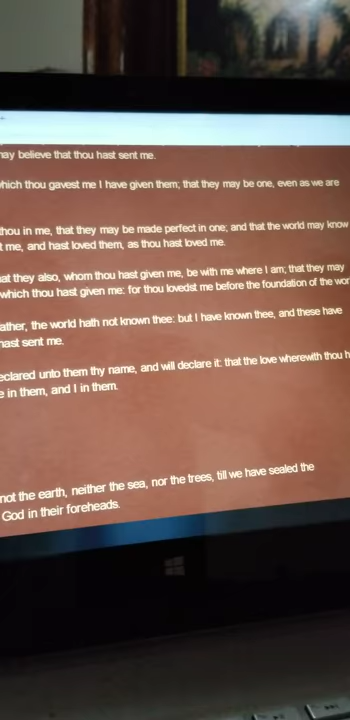 may believe that thou hast sent me.
which thou gavest me I have given them; that they may be one, even as we are
thou in me, that they may be made perfect in one; and that the world may know
t me, and hast loved them, as thou hast loved me.
at they also, whom thou hast given me, be with me where I am; that they may
which thou hast given me: for thou lovedst me before the foundation of the wor
ather, the world hath not known thee: but I have known thee, and these have
hast sent me.
eclared unto them thy name, and will declare it: that the love wherewith thou h
e in them, and I in them.
not the earth, neither the sea, nor the trees, till we have sealed the
God in their foreheads.